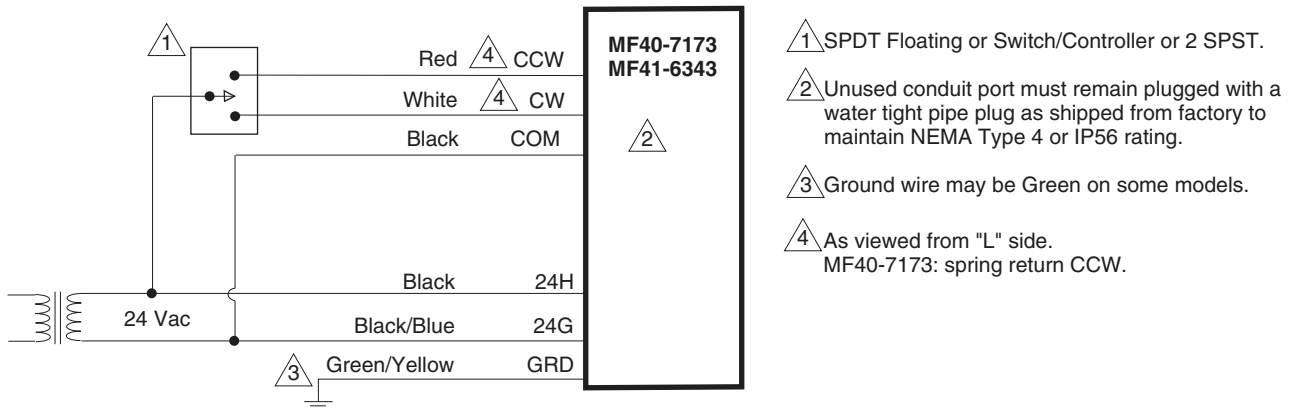 1
Red 4 CCW
White 4 CW
Black COM
MF40-7173
MF41-6343
2
Black 24H
24 Vac
Black/Blue 24G
3 Green/Yellow GRD
1 SPDT Floating or Switch/Controller or 2 SPST.
2 Unused conduit port must remain plugged with a
water tight pipe plug as shipped from factory to
maintain NEMA Type 4 or IP56 rating.
3 Ground wire may be Green on some models.
4 As viewed from "L" side.
MF40-7173: spring return CCW.